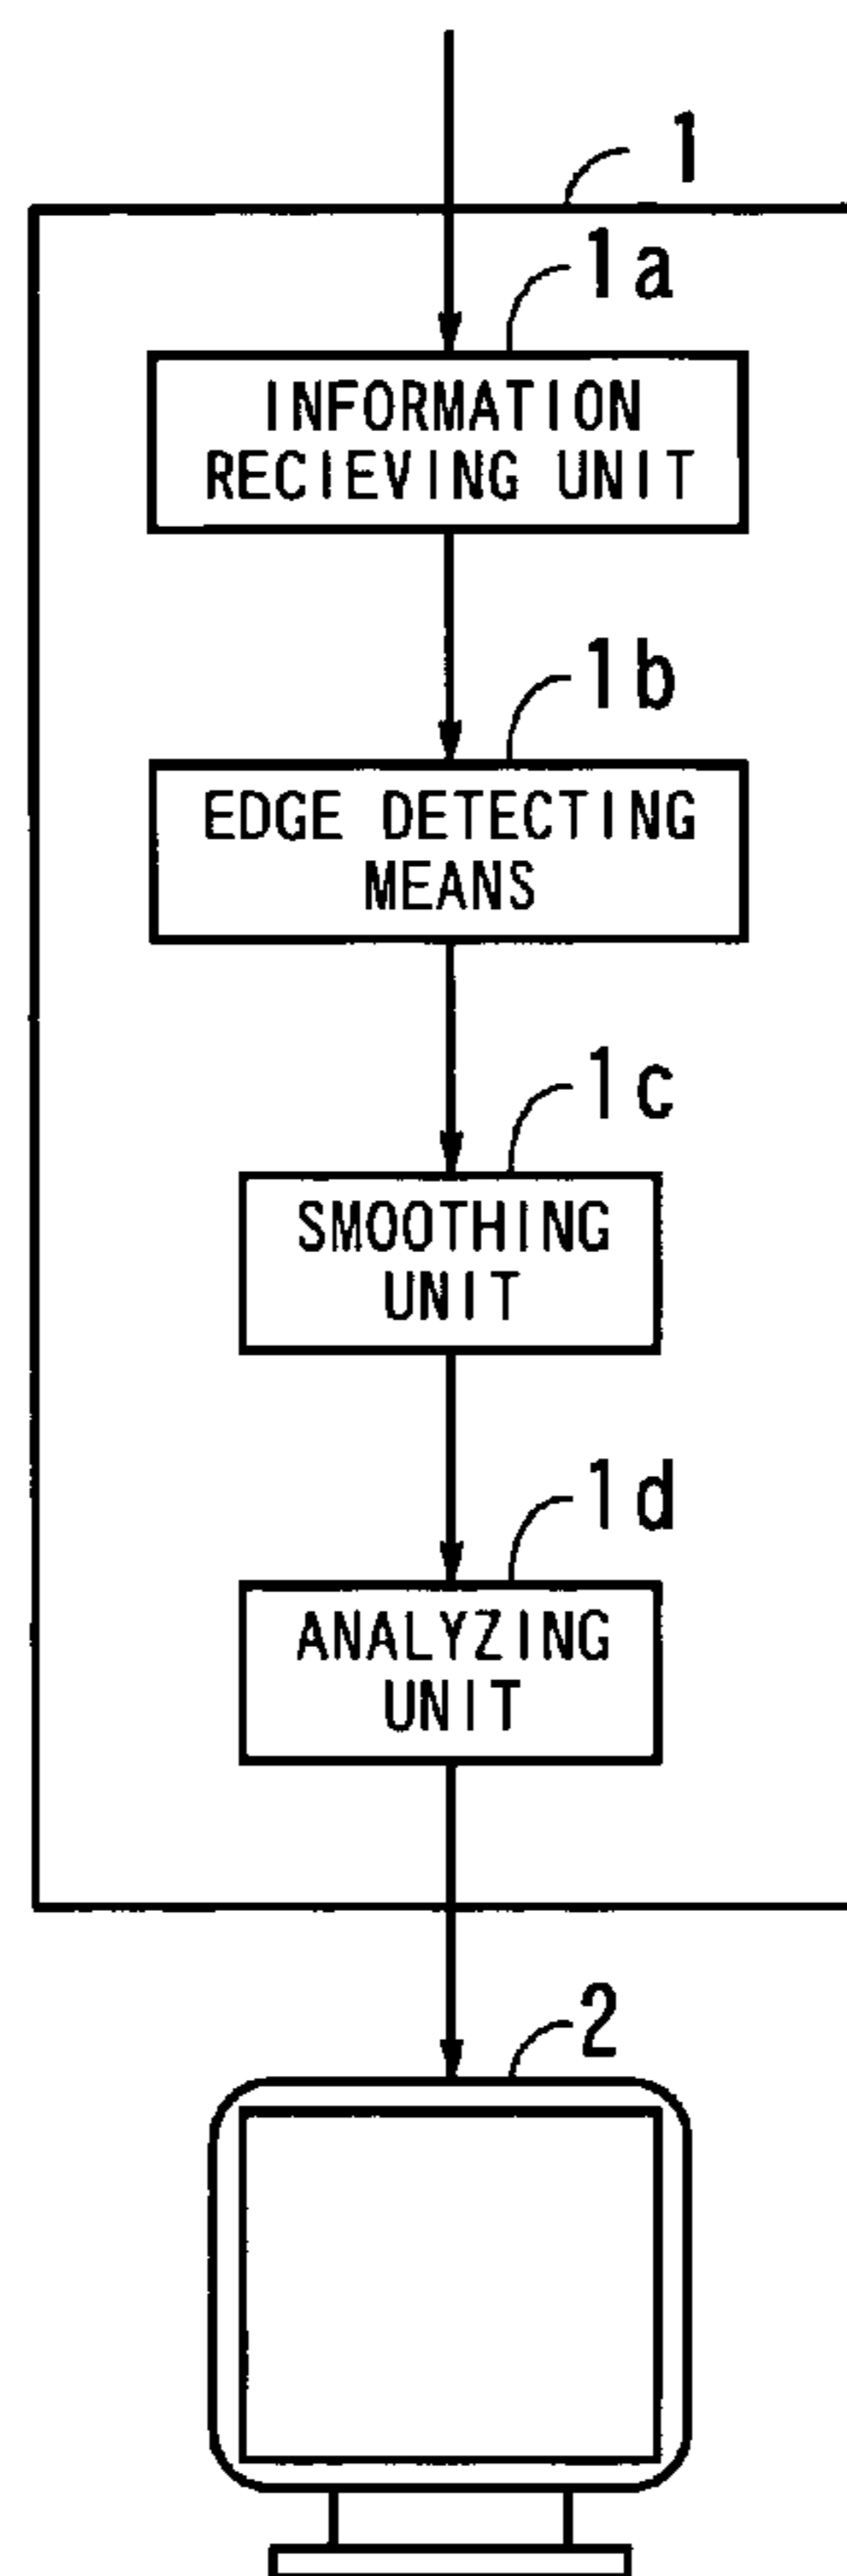 1
1a
INFORMATION
RECIEVING UNIT
1b
EDGE DETECTING
MEANS
1c
SMOOTHING
UNIT
1d
ANALYZING
UNIT
2